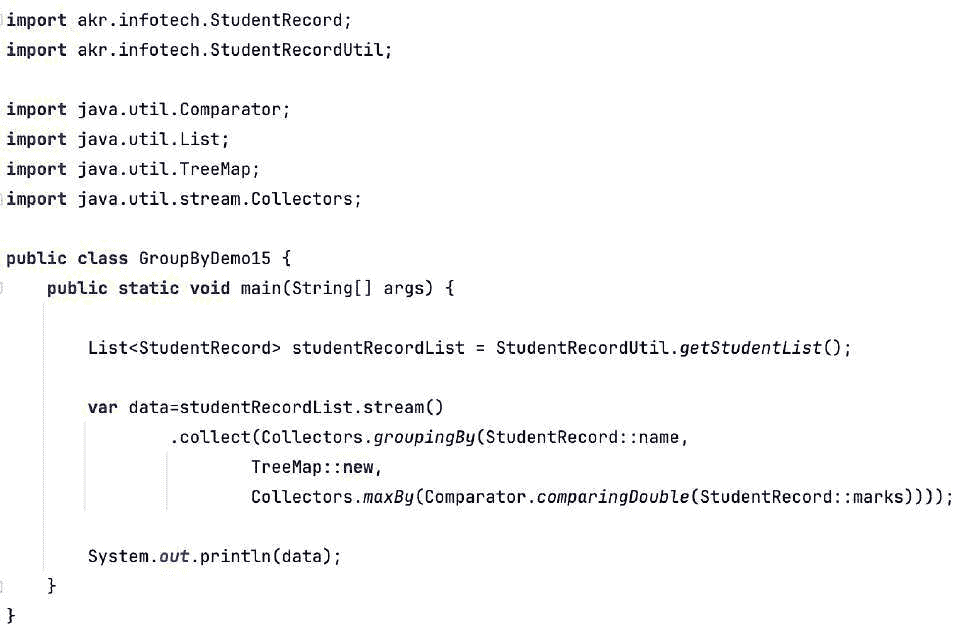 import akr.infotech.StudentRecord;
import akr.infotech.StudentRecordUtil;

import java.util.Comparator;
import java.util.List;
import java.util.TreeMap;
import java.util.stream.Collectors;

public class GroupByDemo15 {
    public static void main(String[] args) {

        List<StudentRecord> studentRecordList = StudentRecordUtil.getStudentList();

        var data=studentRecordList.stream()
                .collect(Collectors.groupingBy(StudentRecord::name,
                        TreeMap::new,
                        Collectors.maxBy(Comparator.comparingDouble(StudentRecord::marks))));

        System.out.println(data);
    }
}